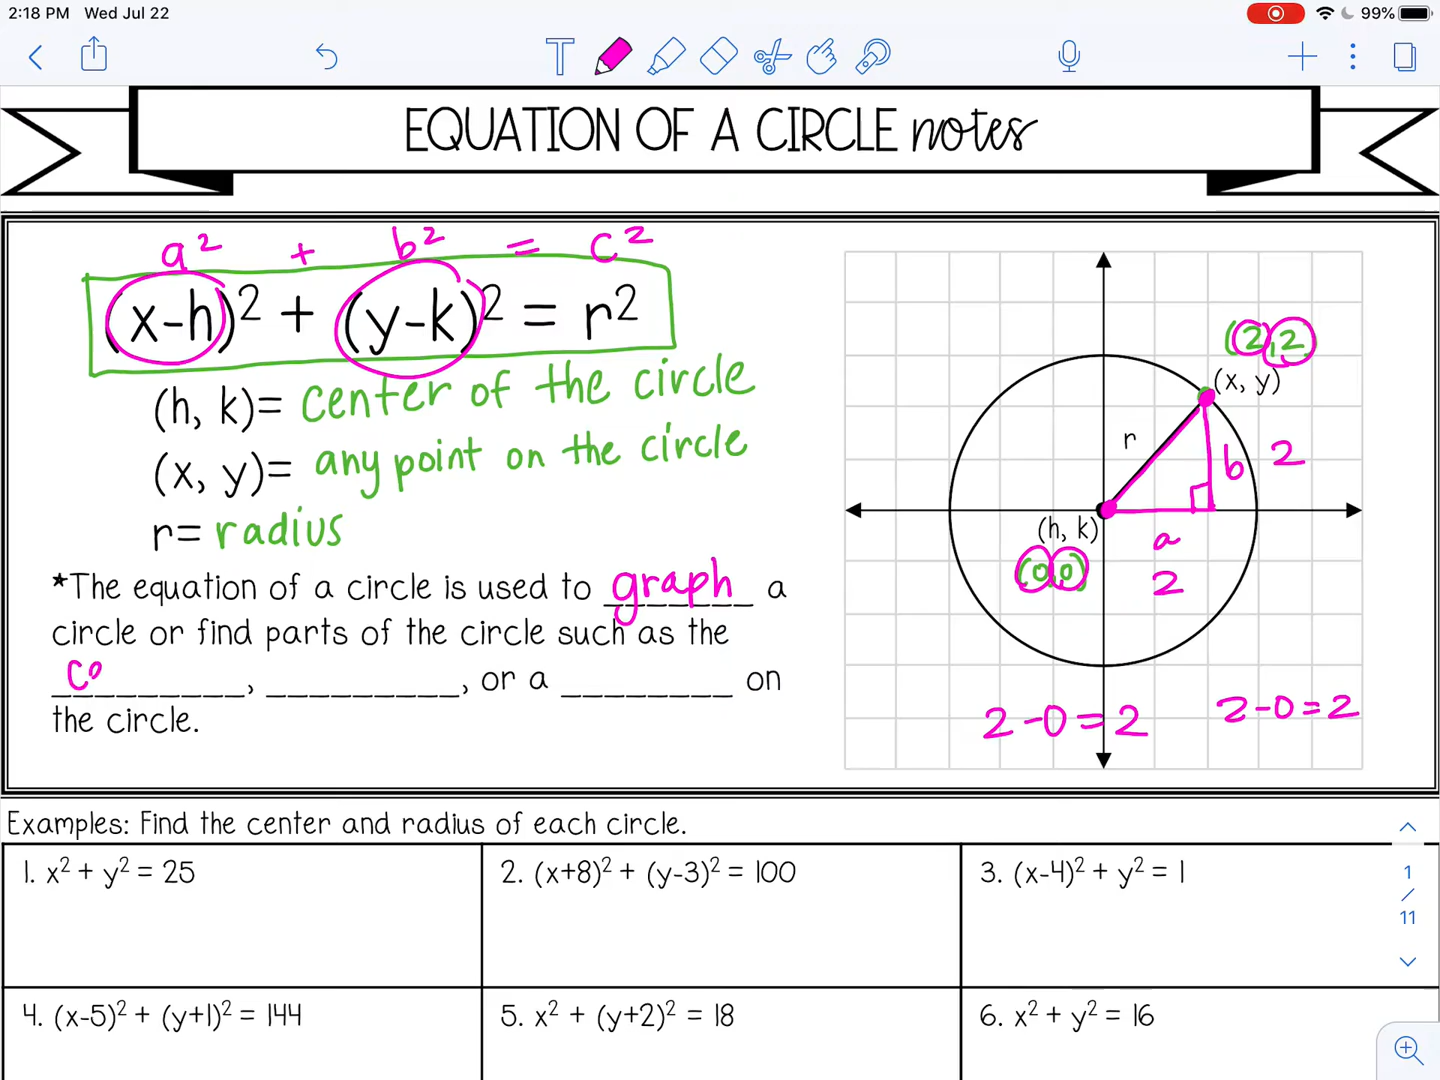 2:18 PM Wed Jul 22
99%
EQUATION OF A CIRCLE notes
a² + b² = c²
(x-h)² + (y-k)² = r²
(h, k)= center of the circle
(x, y)= any point on the circle
r= radius
*The equation of a circle is used to graph a
circle or find parts of the circle such as the
ce_________, _________, or a ________ on
the circle.
(2,2)
(x, y)
r
b 2
(h, k)
(0,0)
a
2
2-0=2
2-0=2
Examples: Find the center and radius of each circle.
1. x² + y² = 25
2. (x+8)² + (y-3)² = 100
3. (x-4)² + y² = 1
4. (x-5)² + (y+1)² = 144
5. x² + (y+2)² = 18
6. x² + y² = 16
1
/
11